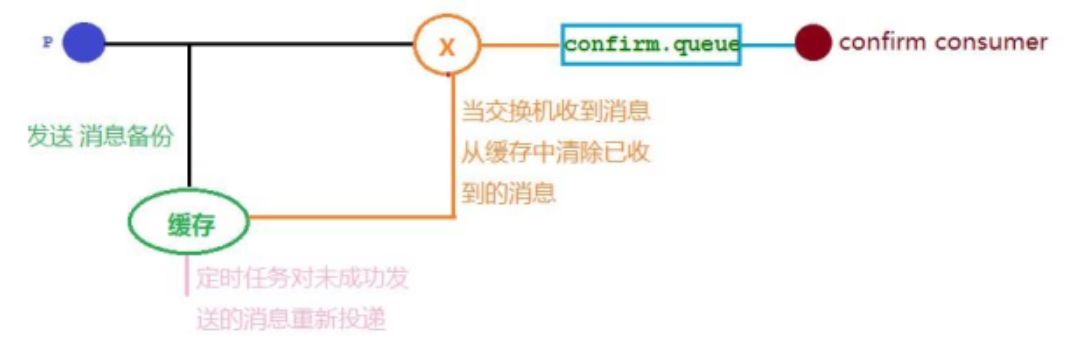 P
X
confirm.queue
confirm consumer
发送 消息备份
当交换机收到消息
从缓存中清除已收
到的消息
缓存
定时任务对未成功发
送的消息重新投递